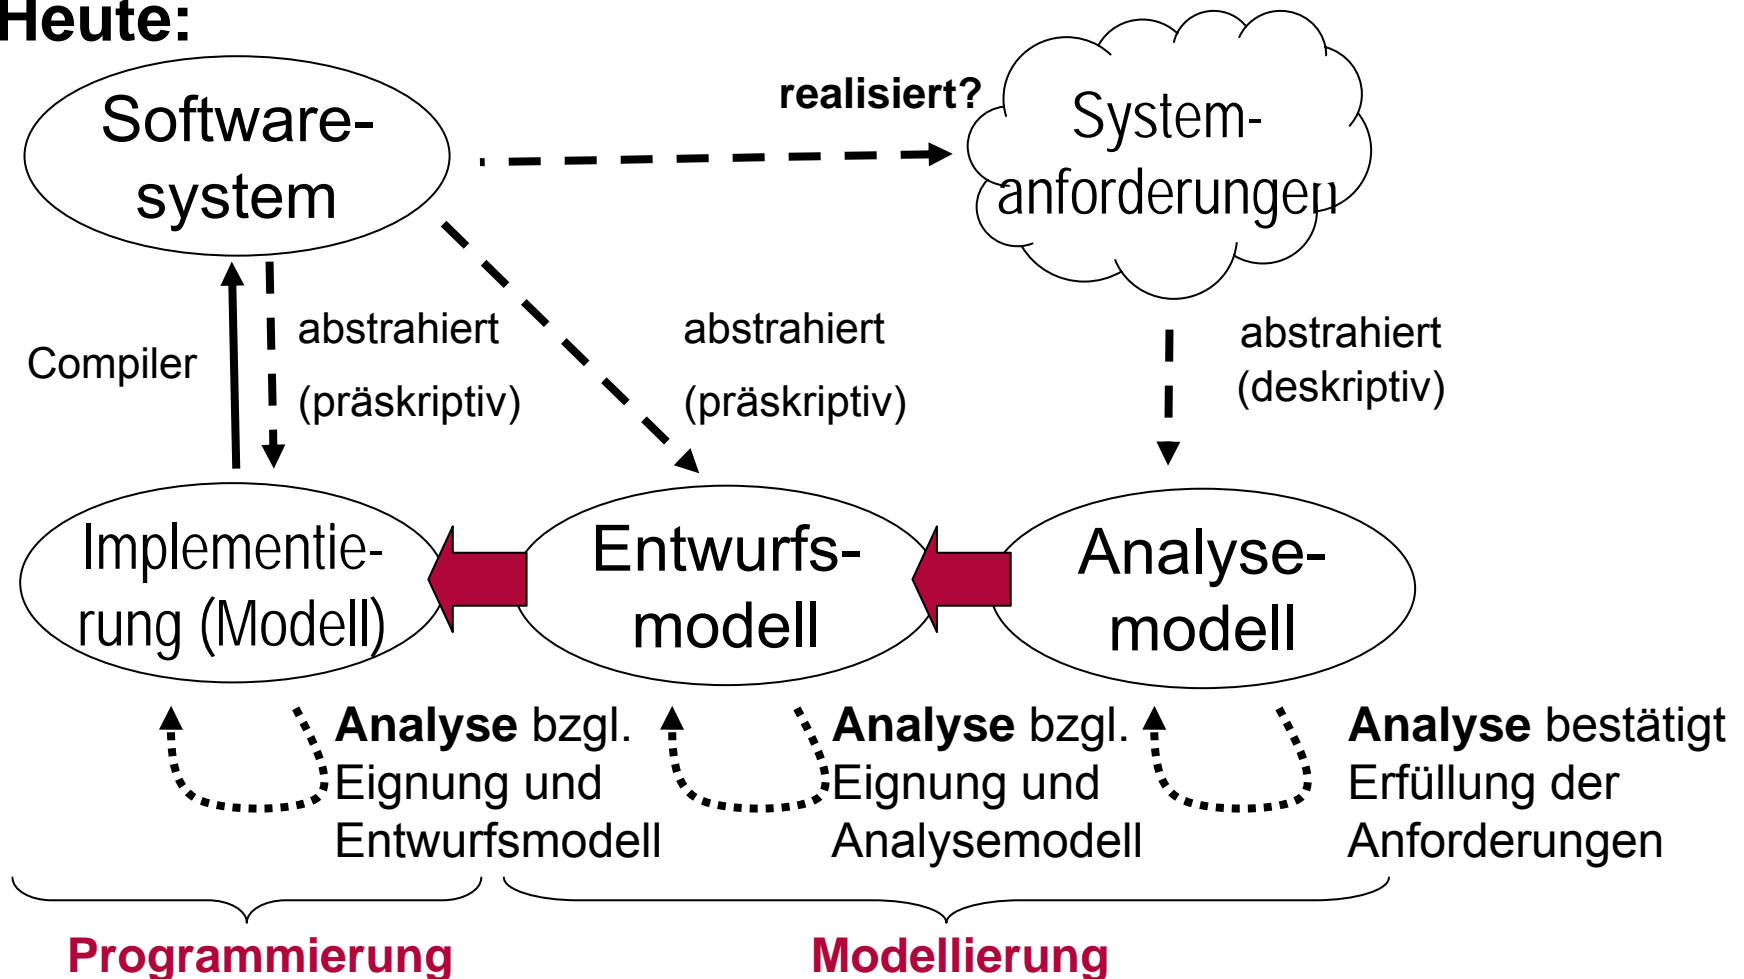 Heute:
Software-
system
realisiert?
System-
anforderungen
Compiler
abstrahiert
(präskriptiv)
abstrahiert
(präskriptiv)
abstrahiert
(deskriptiv)
Implementie-
rung (Modell)
Entwurfs-
modell
Analyse-
modell
Analyse bzgl.
Eignung und
Entwurfsmodell
Analyse bzgl.
Eignung und
Analysemodell
Analyse bestätigt
Erfüllung der
Anforderungen
Programmierung
Modellierung